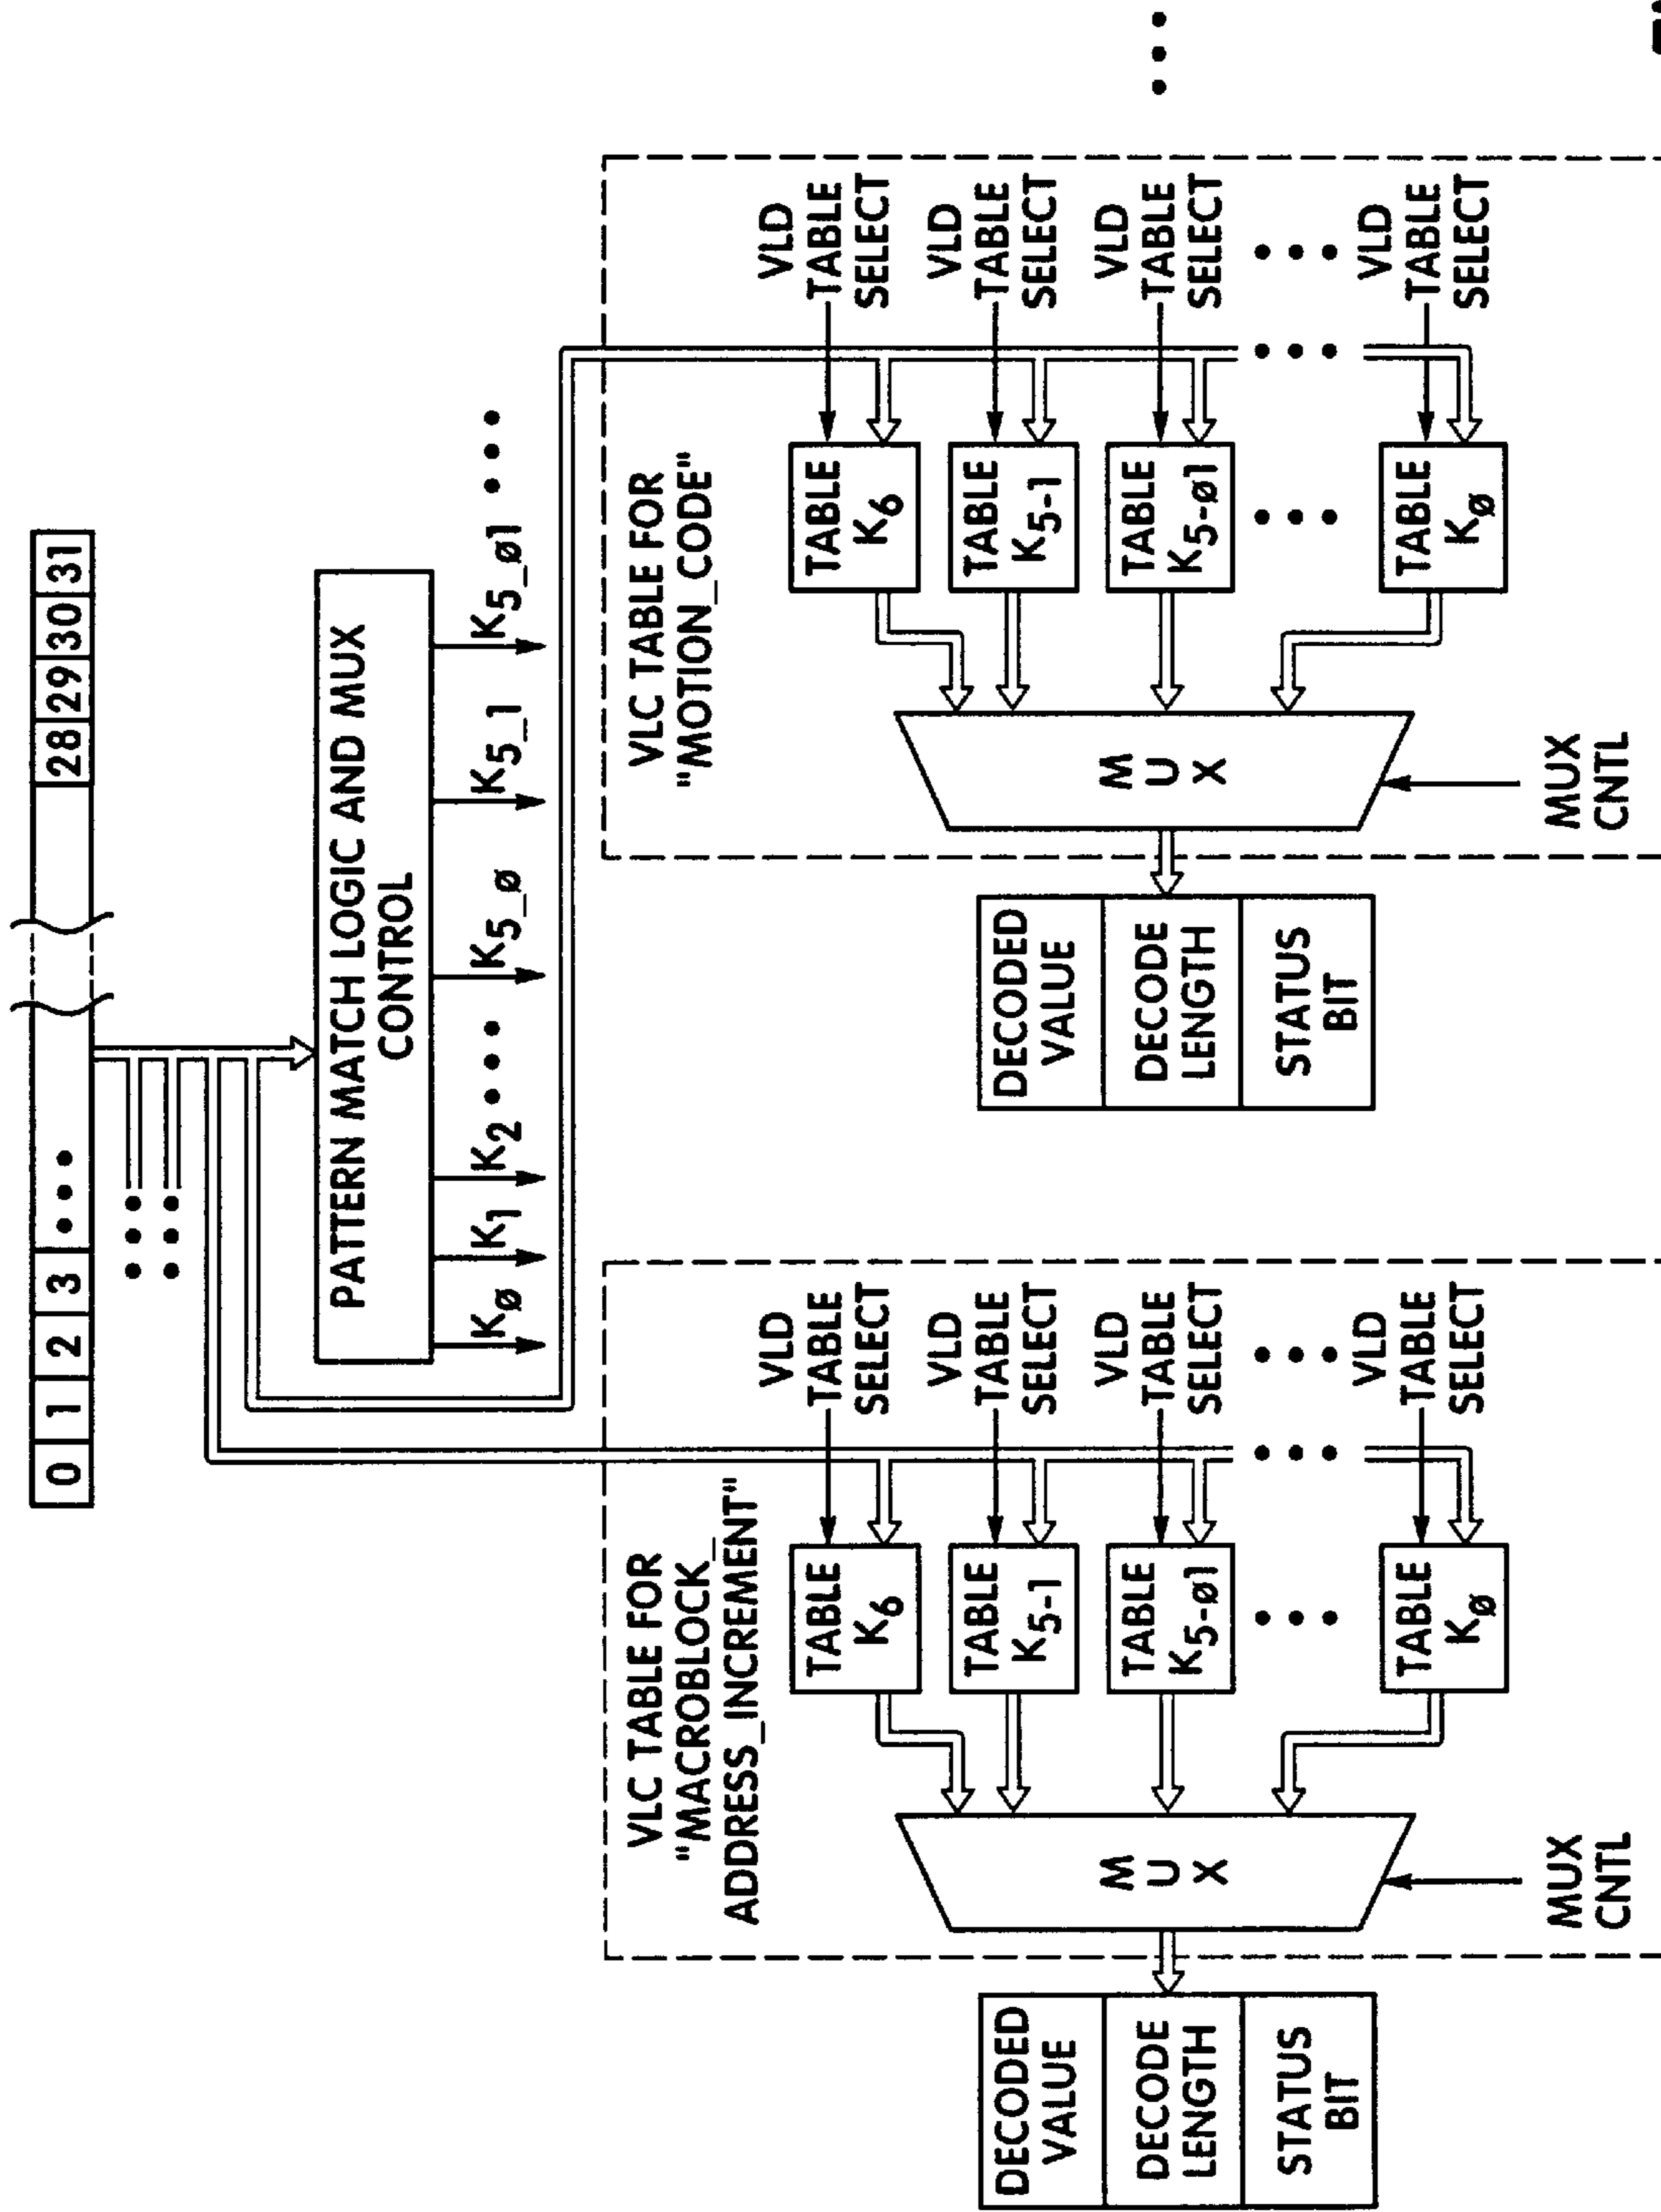 0 1 2 3 ••• 28 29 30 31
PATTERN MATCH LOGIC AND MUX
CONTROL
Kø K1 K2 ••• K5_ø K5_1 K5_ø1 •••
VLC TABLE FOR
"MACROBLOCK_
ADDRESS_INCREMENT"
VLD
TABLE
SELECT
VLD
TABLE
SELECT
VLD
TABLE
SELECT
VLD
TABLE
SELECT
TABLE
K6
TABLE
K5-1
TABLE
K5-ø1
TABLE
Kø
MUX
MUX
CNTL
DECODED
VALUE
DECODE
LENGTH
STATUS
BIT
VLC TABLE FOR
"MOTION_CODE"
VLD
TABLE
SELECT
VLD
TABLE
SELECT
VLD
TABLE
SELECT
VLD
TABLE
SELECT
TABLE
K6
TABLE
K5-1
TABLE
K5-ø1
TABLE
Kø
MUX
MUX
CNTL
DECODED
VALUE
DECODE
LENGTH
STATUS
BIT